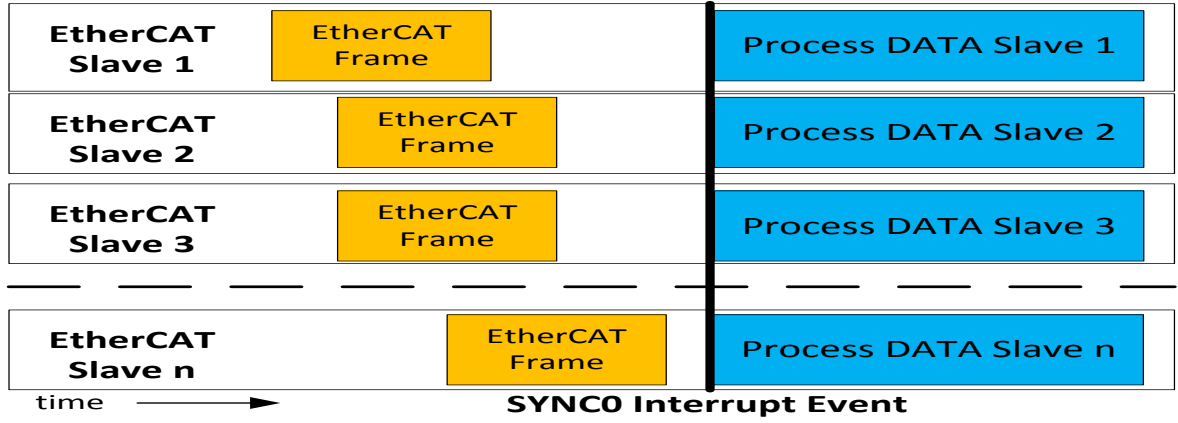 EtherCAT
Slave 1
EtherCAT
Frame
Process DATA Slave 1
EtherCAT
Slave 2
EtherCAT
Frame
Process DATA Slave 2
EtherCAT
Slave 3
EtherCAT
Frame
Process DATA Slave 3
EtherCAT
Slave n
EtherCAT
Frame
Process DATA Slave n
time
SYNC0 Interrupt Event